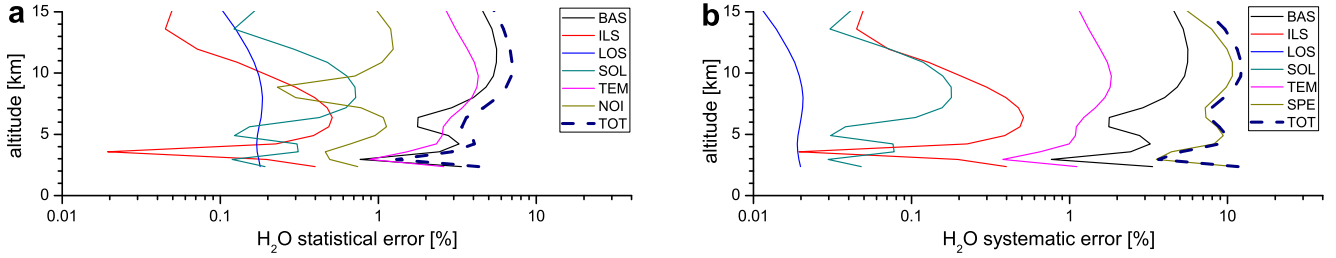 a
altitude [km]
15
10
5
0
0.01 0.1 1 10
H₂O statistical error [%]
BAS
ILS
LOS
SOL
TEM
NOI
TOT
b
altitude [km]
15
10
5
0
0.01 0.1 1 10
H₂O systematic error [%]
BAS
ILS
LOS
SOL
TEM
SPE
TOT